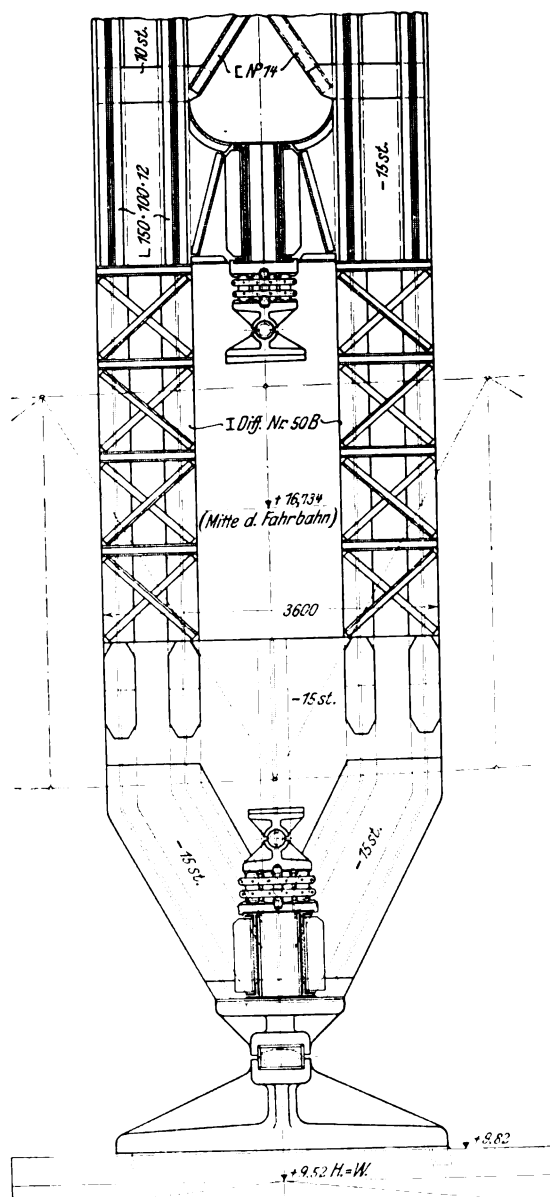 -10 st.
[ № 14
-15 st.
L 150·100·12
I Diff. Nr. 50 B
+ 16,734
(Mitte d. Fahrbahn)
3600
-15 st.
-15 st.
-15 st.
+9.82
+9.52 H.=W.